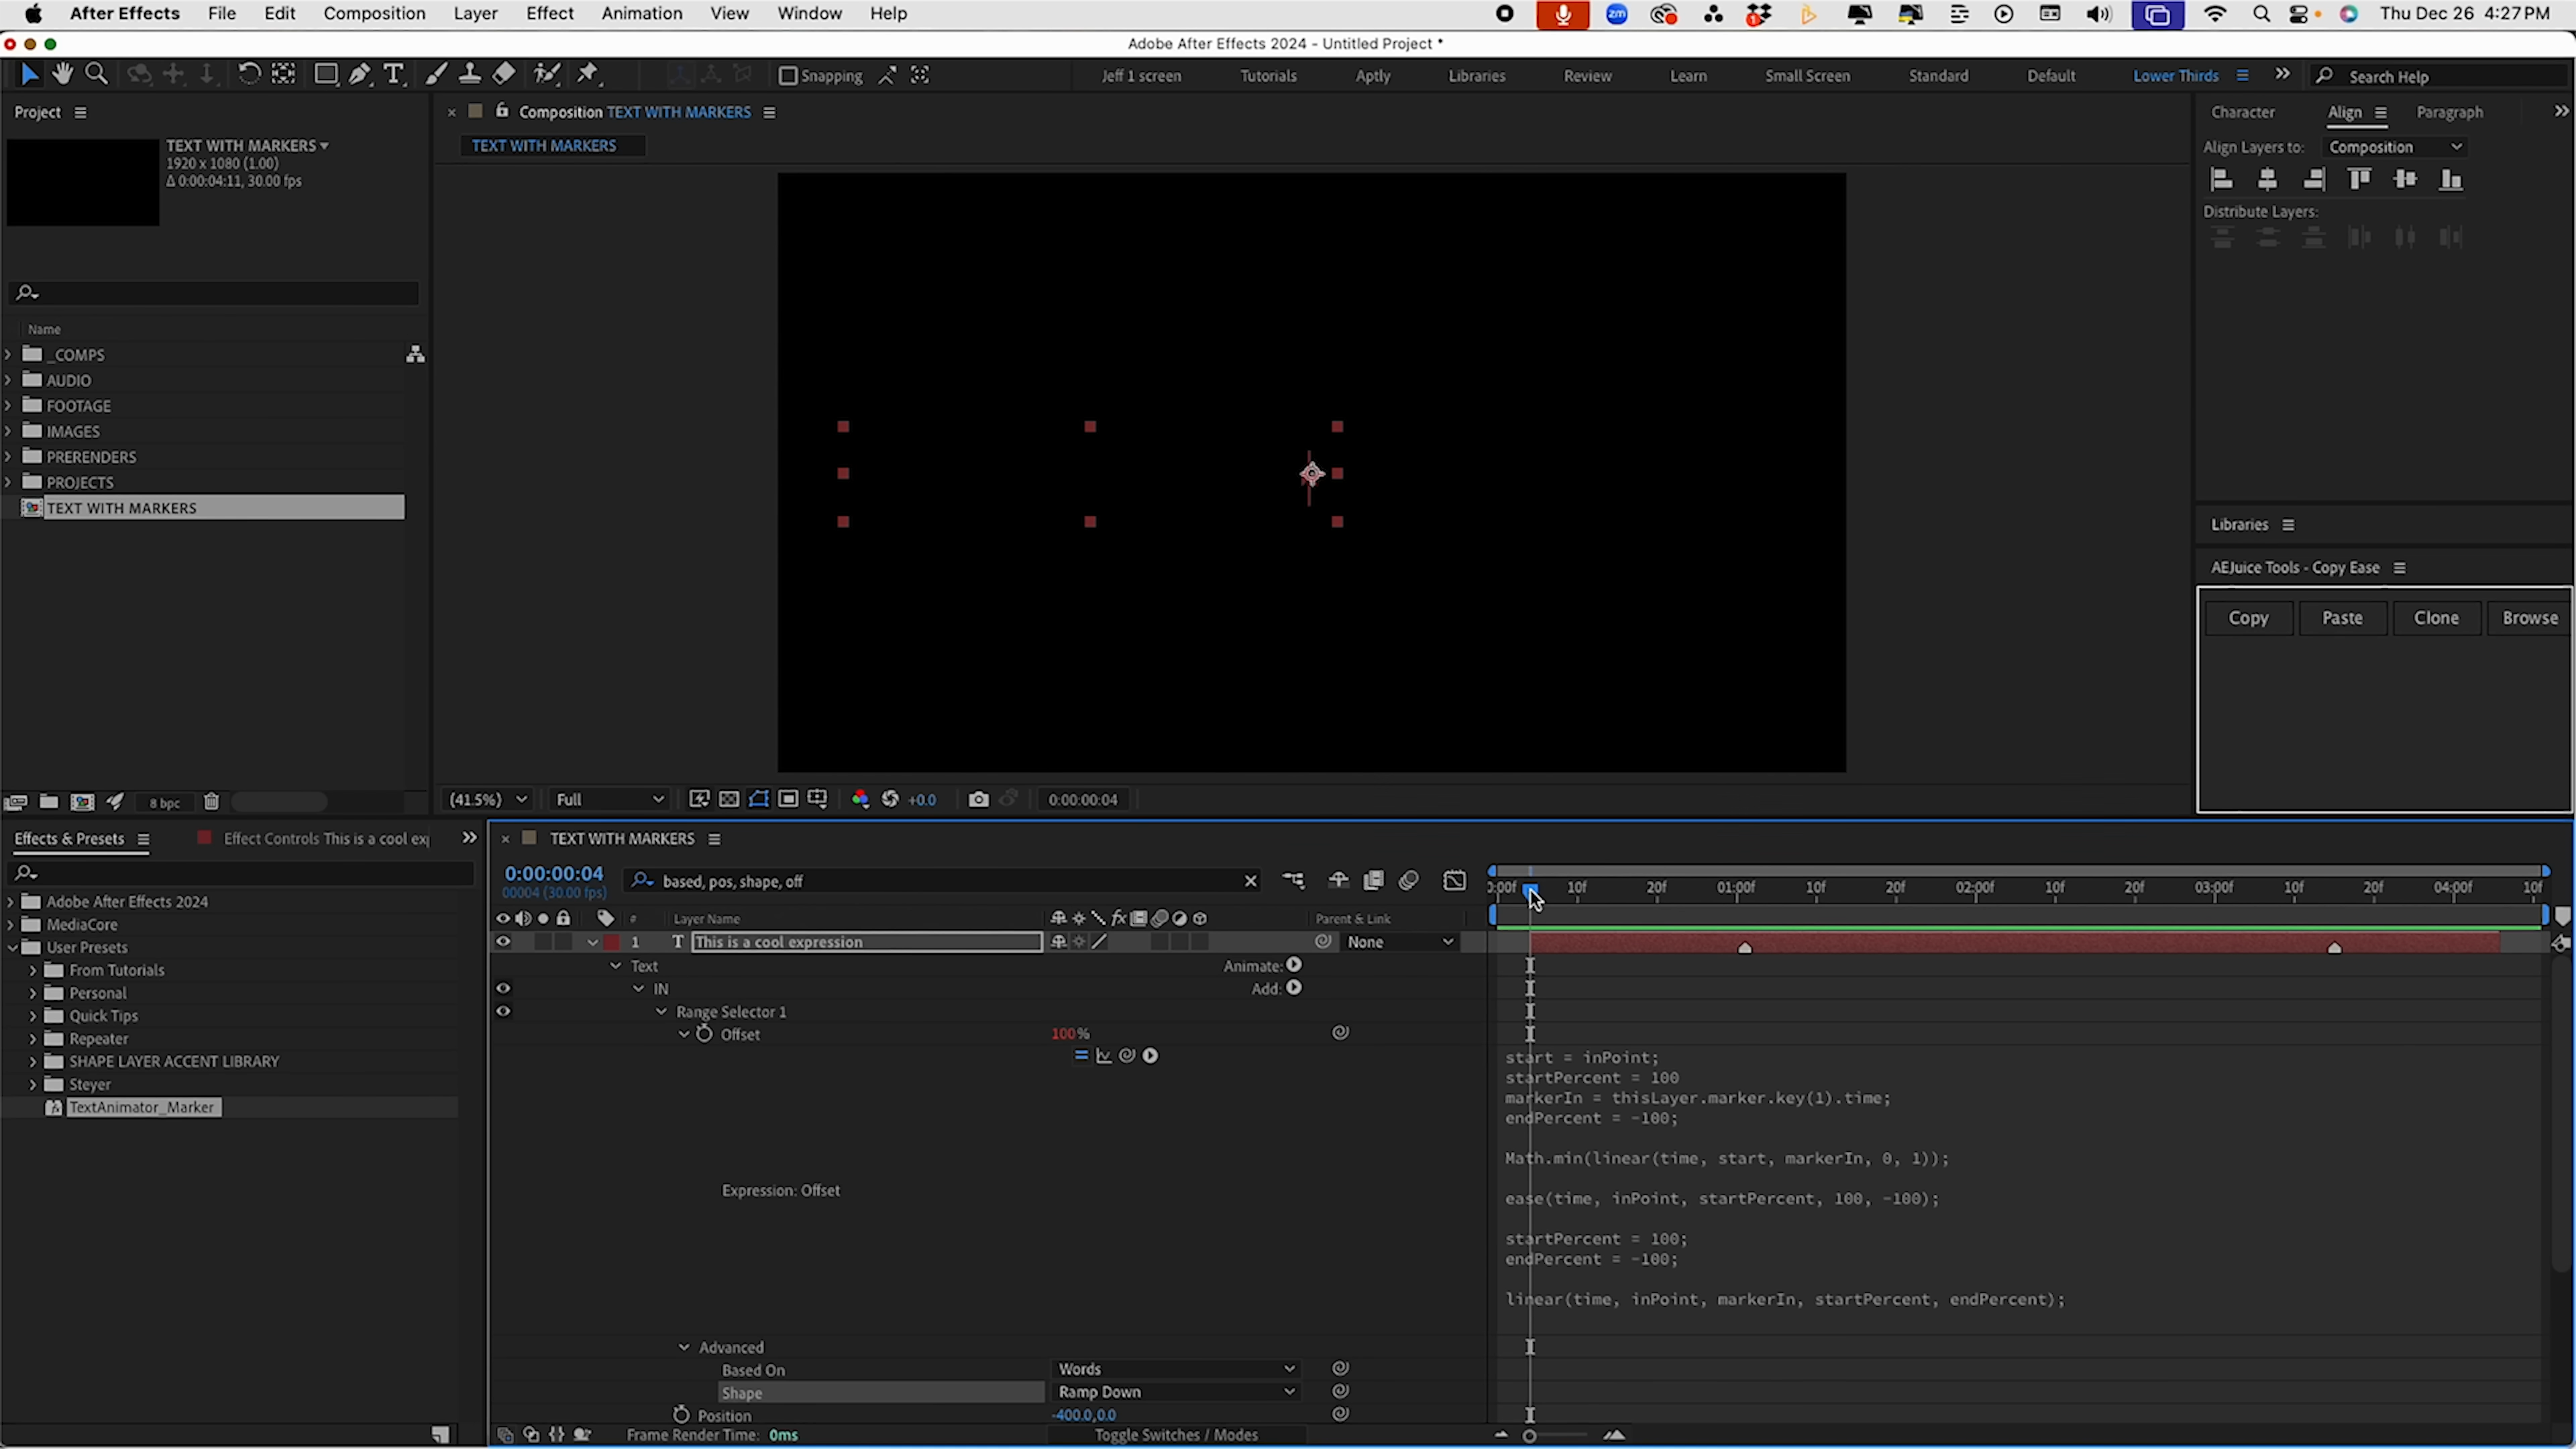 After Effects File Edit Composition Layer Effect Animation View Window Help
zm 1 Thu Dec 26 4:27 PM
Adobe After Effects 2024 - Untitled Project *
T Snapping Jeff 1 screen Tutorials Aptly Libraries Review Learn Small Screen Standard Default Lower Thirds Search Help
Project
TEXT WITH MARKERS
1920 x 1080 (1.00)
Δ 0:00:04:11, 30.00 fps
Name
_COMPS
AUDIO
FOOTAGE
IMAGES
PRERENDERS
PROJECTS
TEXT WITH MARKERS
8 bpc
Composition TEXT WITH MARKERS
TEXT WITH MARKERS
(41.5%) Full +0.0 0:00:00:04
Character Align Paragraph
Align Layers to: Composition
Distribute Layers:
Libraries
AEJuice Tools - Copy Ease
Copy Paste Clone Browse
Effects & Presets Effect Controls This is a cool exp
Adobe After Effects 2024
MediaCore
User Presets
From Tutorials
Personal
Quick Tips
Repeater
SHAPE LAYER ACCENT LIBRARY
Steyer
TextAnimator_Marker
TEXT WITH MARKERS
0:00:00:04
00004 (30.00 fps)
based, pos, shape, off
0:00f 10f 20f 01:00f 10f 20f 02:00f 10f 20f 03:00f 10f 20f 04:00f 10f
# Layer Name fx Parent & Link
1 T This is a cool expression None
Text Animate:
IN Add:
Range Selector 1
Offset 100%
Expression: Offset
start = inPoint;
startPercent = 100
markerIn = thisLayer.marker.key(1).time;
endPercent = -100;
Math.min(linear(time, start, markerIn, 0, 1));
ease(time, inPoint, startPercent, 100, -100);
startPercent = 100;
endPercent = -100;
linear(time, inPoint, markerIn, startPercent, endPercent);
Advanced
Based On Words
Shape Ramp Down
Position -400.0,0.0
Frame Render Time: 0ms Toggle Switches / Modes